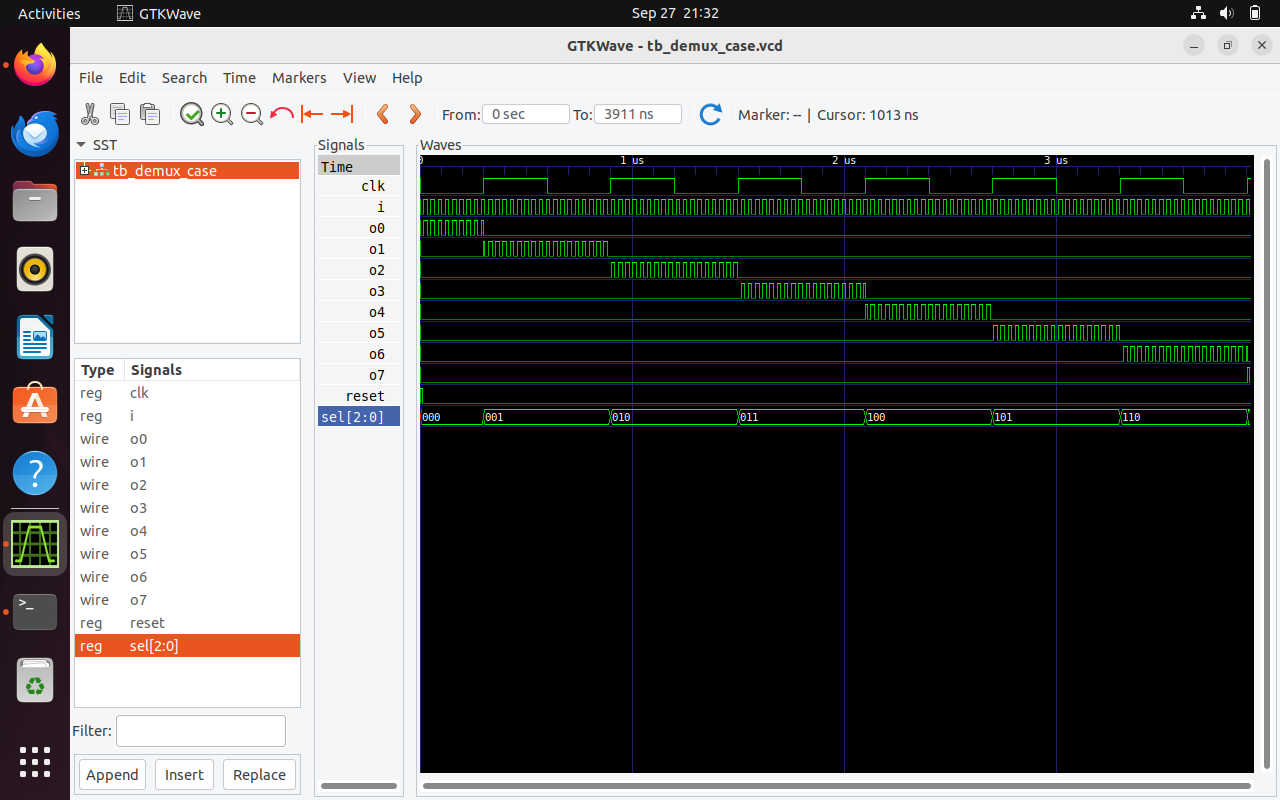 Activities GTKWave Sep 27 21:32
GTKWave - tb_demux_case.vcd
File Edit Search Time Markers View Help
From: 0 sec To: 3911 ns Marker: -- | Cursor: 1013 ns
SST
tb_demux_case
Type Signals
reg clk
reg i
wire o0
wire o1
wire o2
wire o3
wire o4
wire o5
wire o6
wire o7
reg reset
reg sel[2:0]
Filter:
Append Insert Replace
Signals
Time
clk
i
o0
o1
o2
o3
o4
o5
o6
o7
reset
sel[2:0]
Waves
0 1 us 2 us 3 us
000 001 010 011 100 101 110